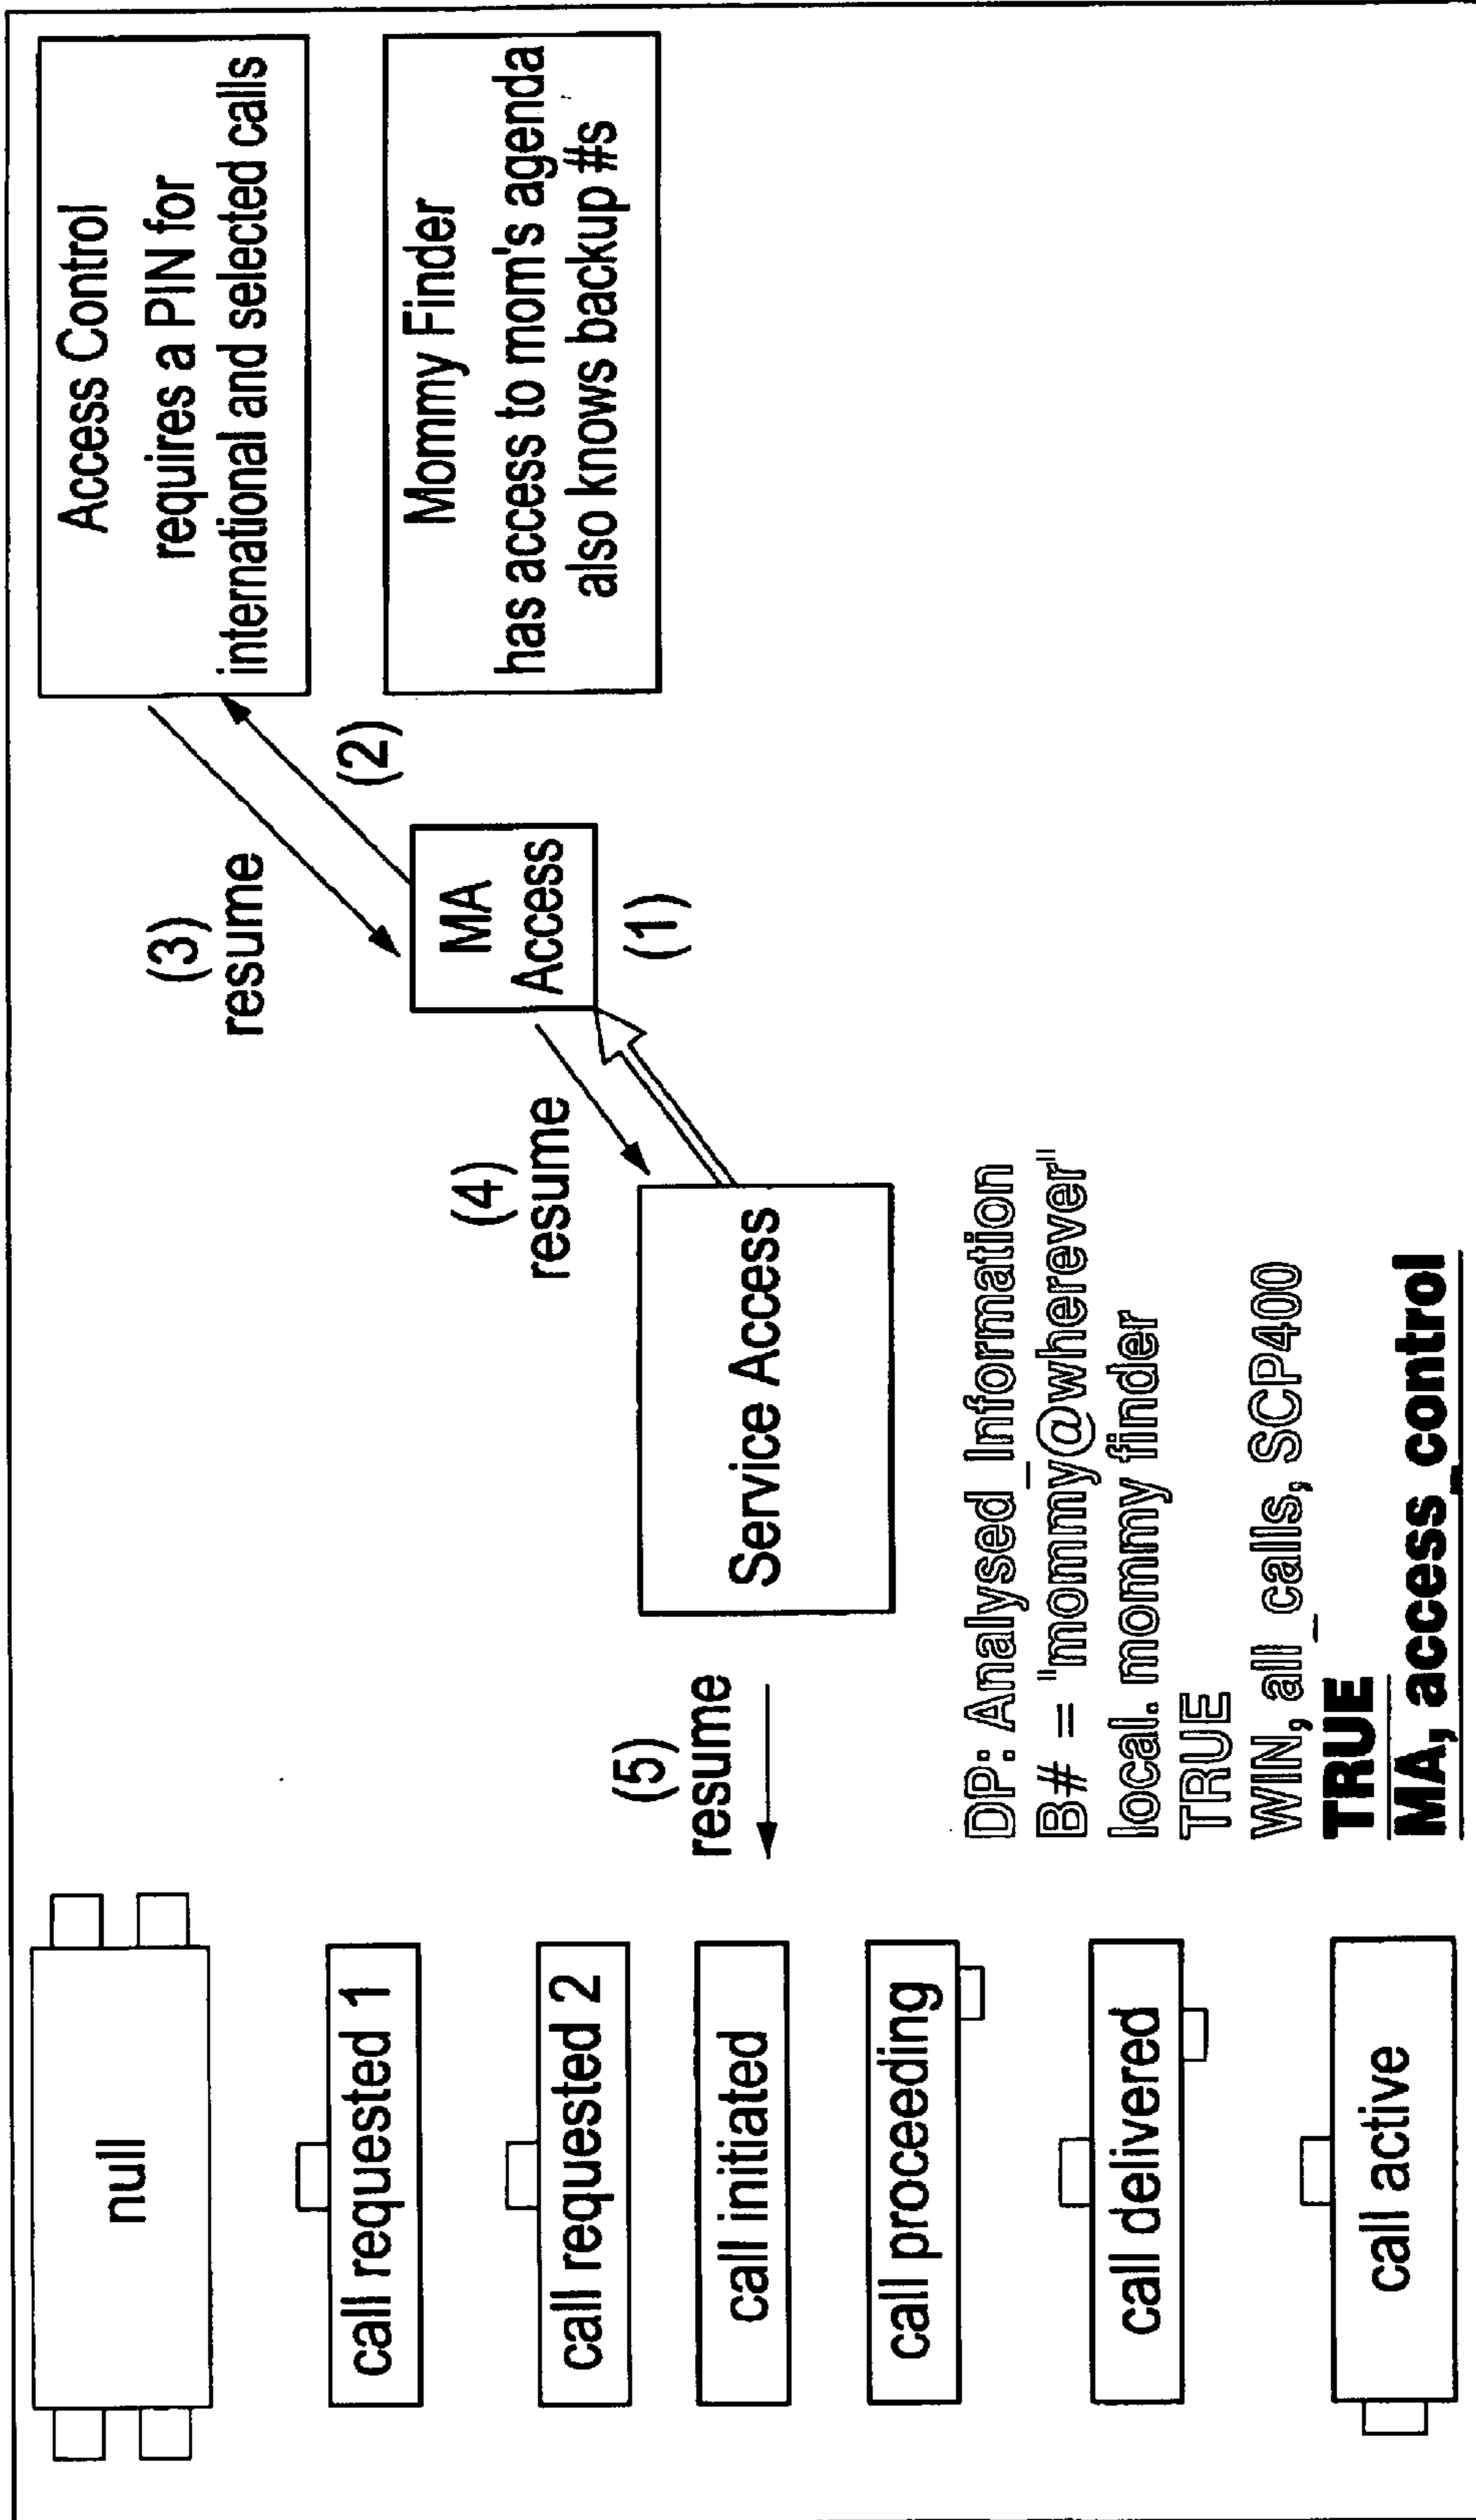 null
call requested 1
call requested 2
call initiated
call proceeding
call delivered
call active
(5)
resume
Service Access
DP: Analysed_Information
B# = "mommy@wherever"
local. mommy finder
TRUE
WIN, all_calls, SCP400
TRUE
MA, access_control
(4)
resume
MA
Access
(1)
(3)
resume
(2)
Access Control
requires a PIN for
international and selected calls
Mommy Finder
has access to mom's agenda
also knows backup #s